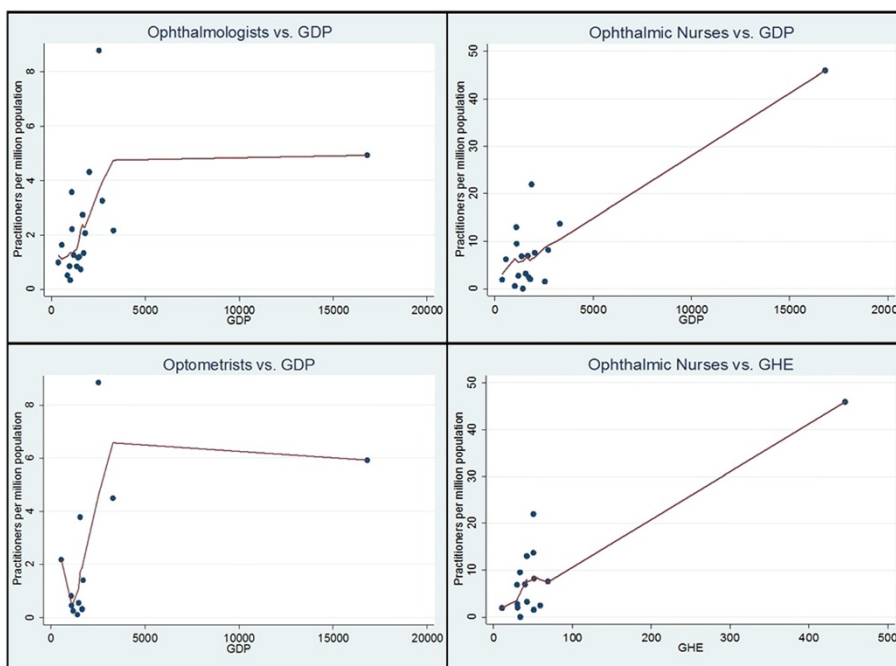 Ophthalmologists vs. GDP
Practitioners per million population
8
6
4
2
0
0 5000 10000 15000 20000
GDP
Ophthalmic Nurses vs. GDP
Practitioners per million population
50
40
30
20
10
0
0 5000 10000 15000 20000
GDP
Optometrists vs. GDP
Practitioners per million population
8
6
4
2
0
0 5000 10000 15000 20000
GDP
Ophthalmic Nurses vs. GHE
Practitioners per million population
50
40
30
20
10
0
0 100 200 300 400 500
GHE